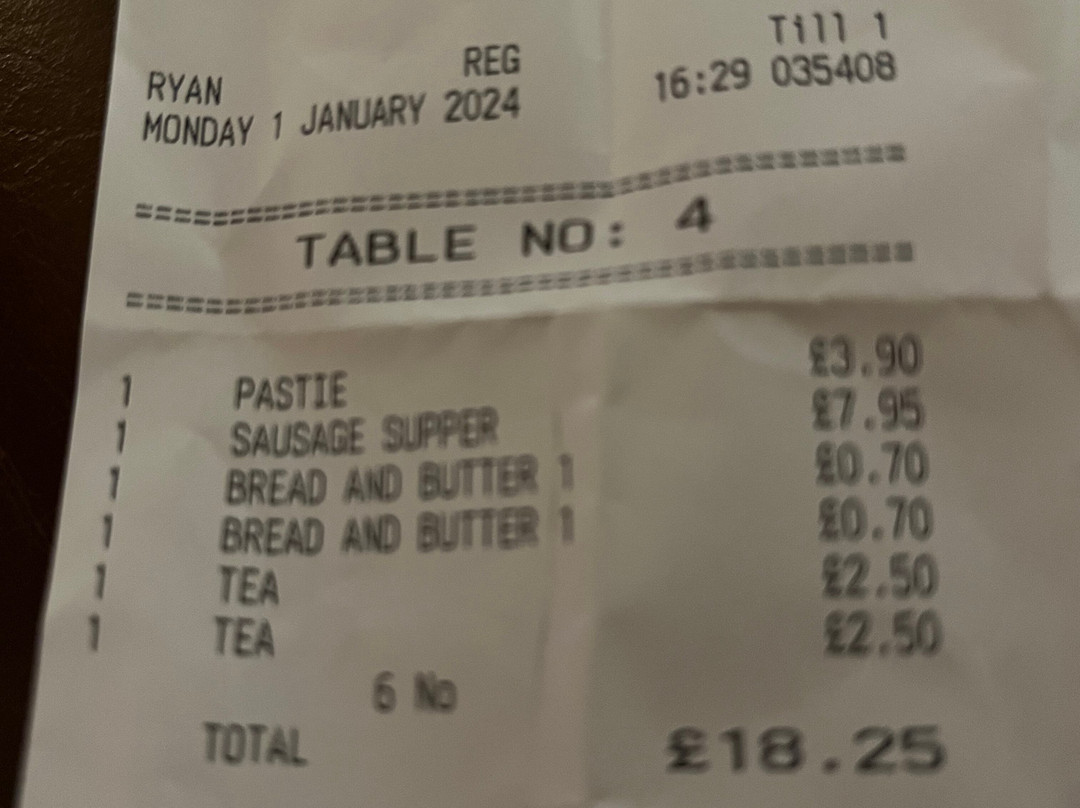 Till 1
RYAN REG 16:29 035408
MONDAY 1 JANUARY 2024
========================================
TABLE NO: 4
========================================
1 PASTIE £3.90
1 SAUSAGE SUPPER £7.95
1 BREAD AND BUTTER 1 £0.70
1 BREAD AND BUTTER 1 £0.70
1 TEA £2.50
1 TEA £2.50
6 No
TOTAL £18.25